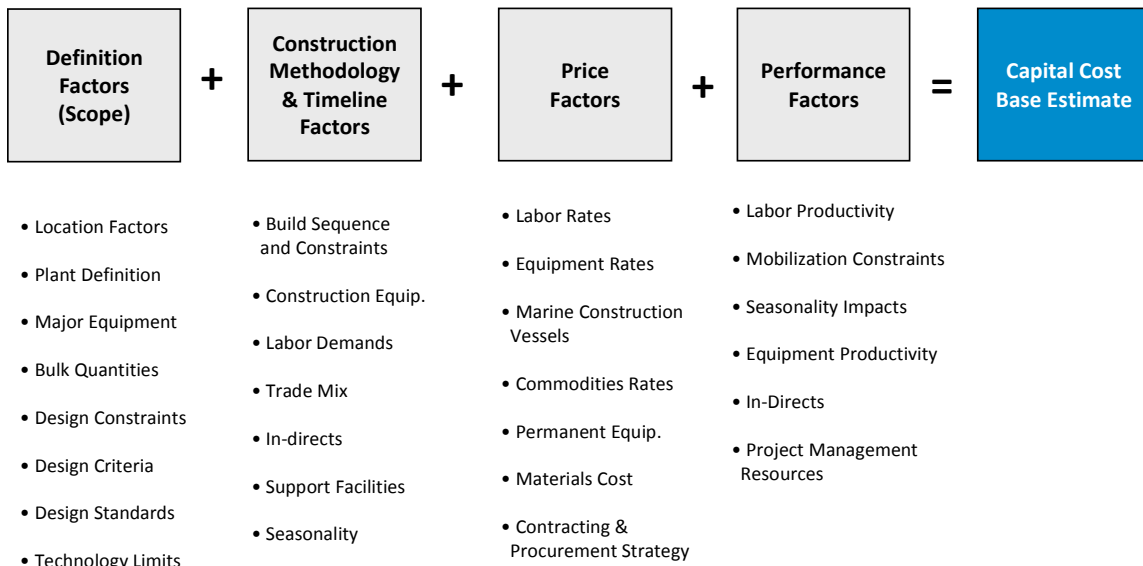 Definition
Factors
(Scope)
+
Construction
Methodology
& Timeline
Factors
+
Price
Factors
+
Performance
Factors
=
Capital Cost
Base Estimate
• Location Factors
• Plant Definition
• Major Equipment
• Bulk Quantities
• Design Constraints
• Design Criteria
• Design Standards
• Technology Limits
• Build Sequence
and Constraints
• Construction Equip.
• Labor Demands
• Trade Mix
• In-directs
• Support Facilities
• Seasonality
• Labor Rates
• Equipment Rates
• Marine Construction
Vessels
• Commodities Rates
• Permanent Equip.
• Materials Cost
• Contracting &
Procurement Strategy
• Labor Productivity
• Mobilization Constraints
• Seasonality Impacts
• Equipment Productivity
• In-Directs
• Project Management
Resources